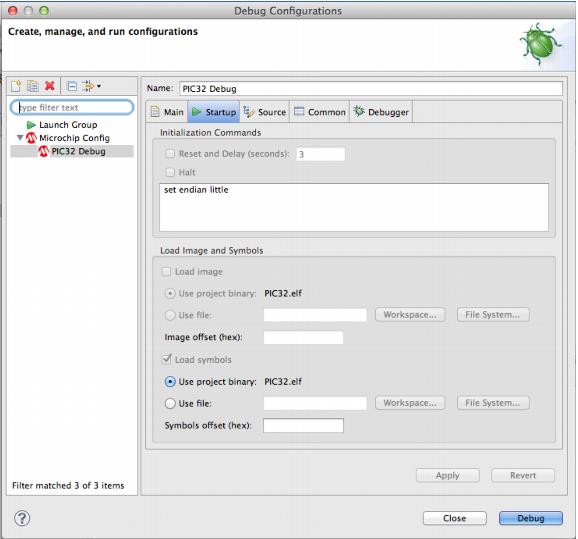 Debug Configurations
Create, manage, and run configurations
Name: PIC32 Debug
type filter text
Launch Group
Microchip Config
PIC32 Debug
Main Startup Source Common Debugger
Initialization Commands
Reset and Delay (seconds): 3
Halt
set endian little
Load Image and Symbols
Load image
Use project binary: PIC32.elf
Use file: Workspace... File System...
Image offset (hex):
Load symbols
Use project binary: PIC32.elf
Use file: Workspace... File System...
Symbols offset (hex):
Apply Revert
Filter matched 3 of 3 items
? Close Debug